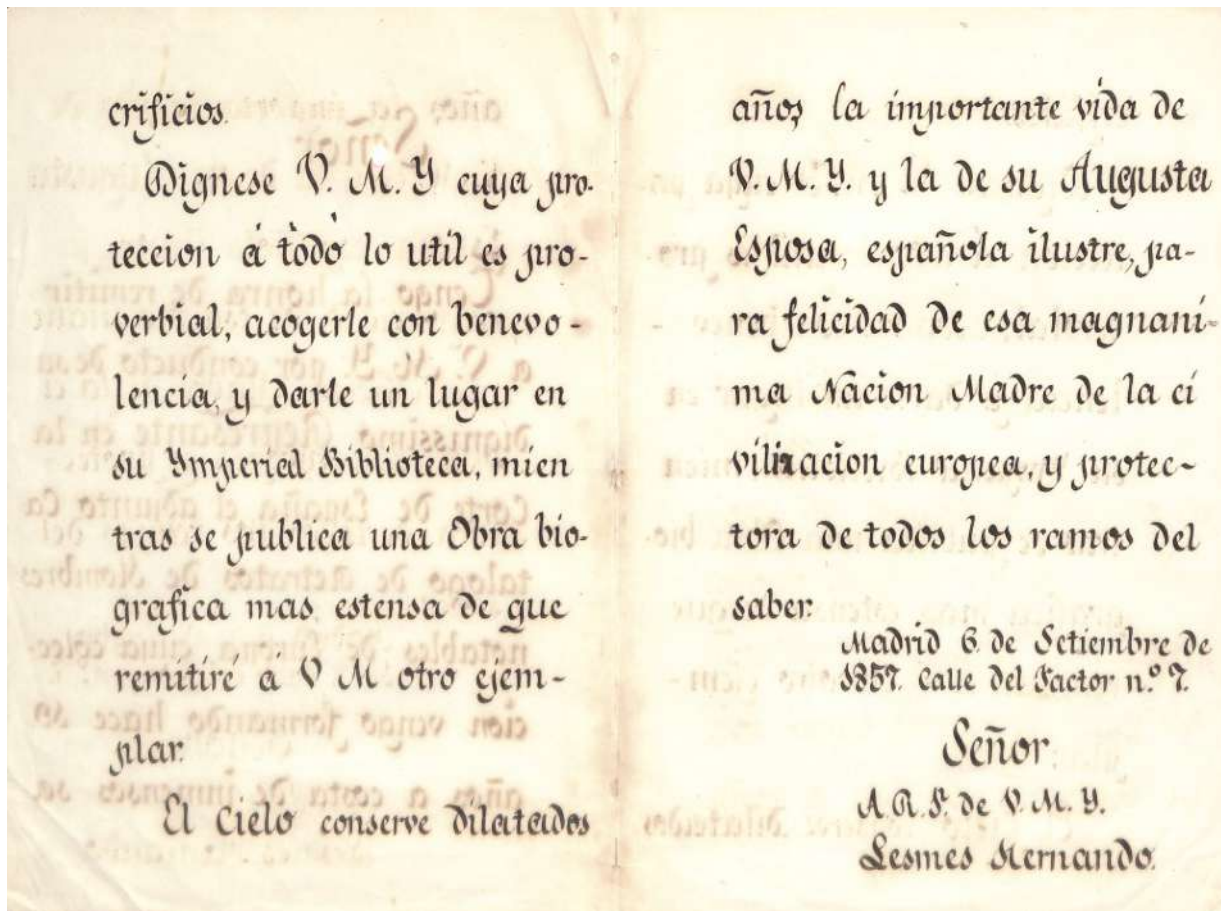 crificios.
Dignese V. M. Y cuya pro-
teccion á todo lo util es pro-
verbial, acogerle con benevo-
lencia, y darle un lugar en
su Ymperial Biblioteca, mien
tras se publica una Obra bio-
grafica mas estensa de que
remitiré á V M otro ejem-
plar.
El Cielo conserve dilatados
años la importante vida de
V. M. Y. y la de su Augusta
Esposa, española ilustre, pa-
ra felicidad de esa magnani-
ma Nacion Madre de la ci
vilizacion europea, y protec-
tora de todos los ramos del
saber.
Madrid 6 de Setiembre de
1857. Calle del Factor n.º 7.
Señor
A. R. P. de V. M. Y.
Lesmes Hernando.